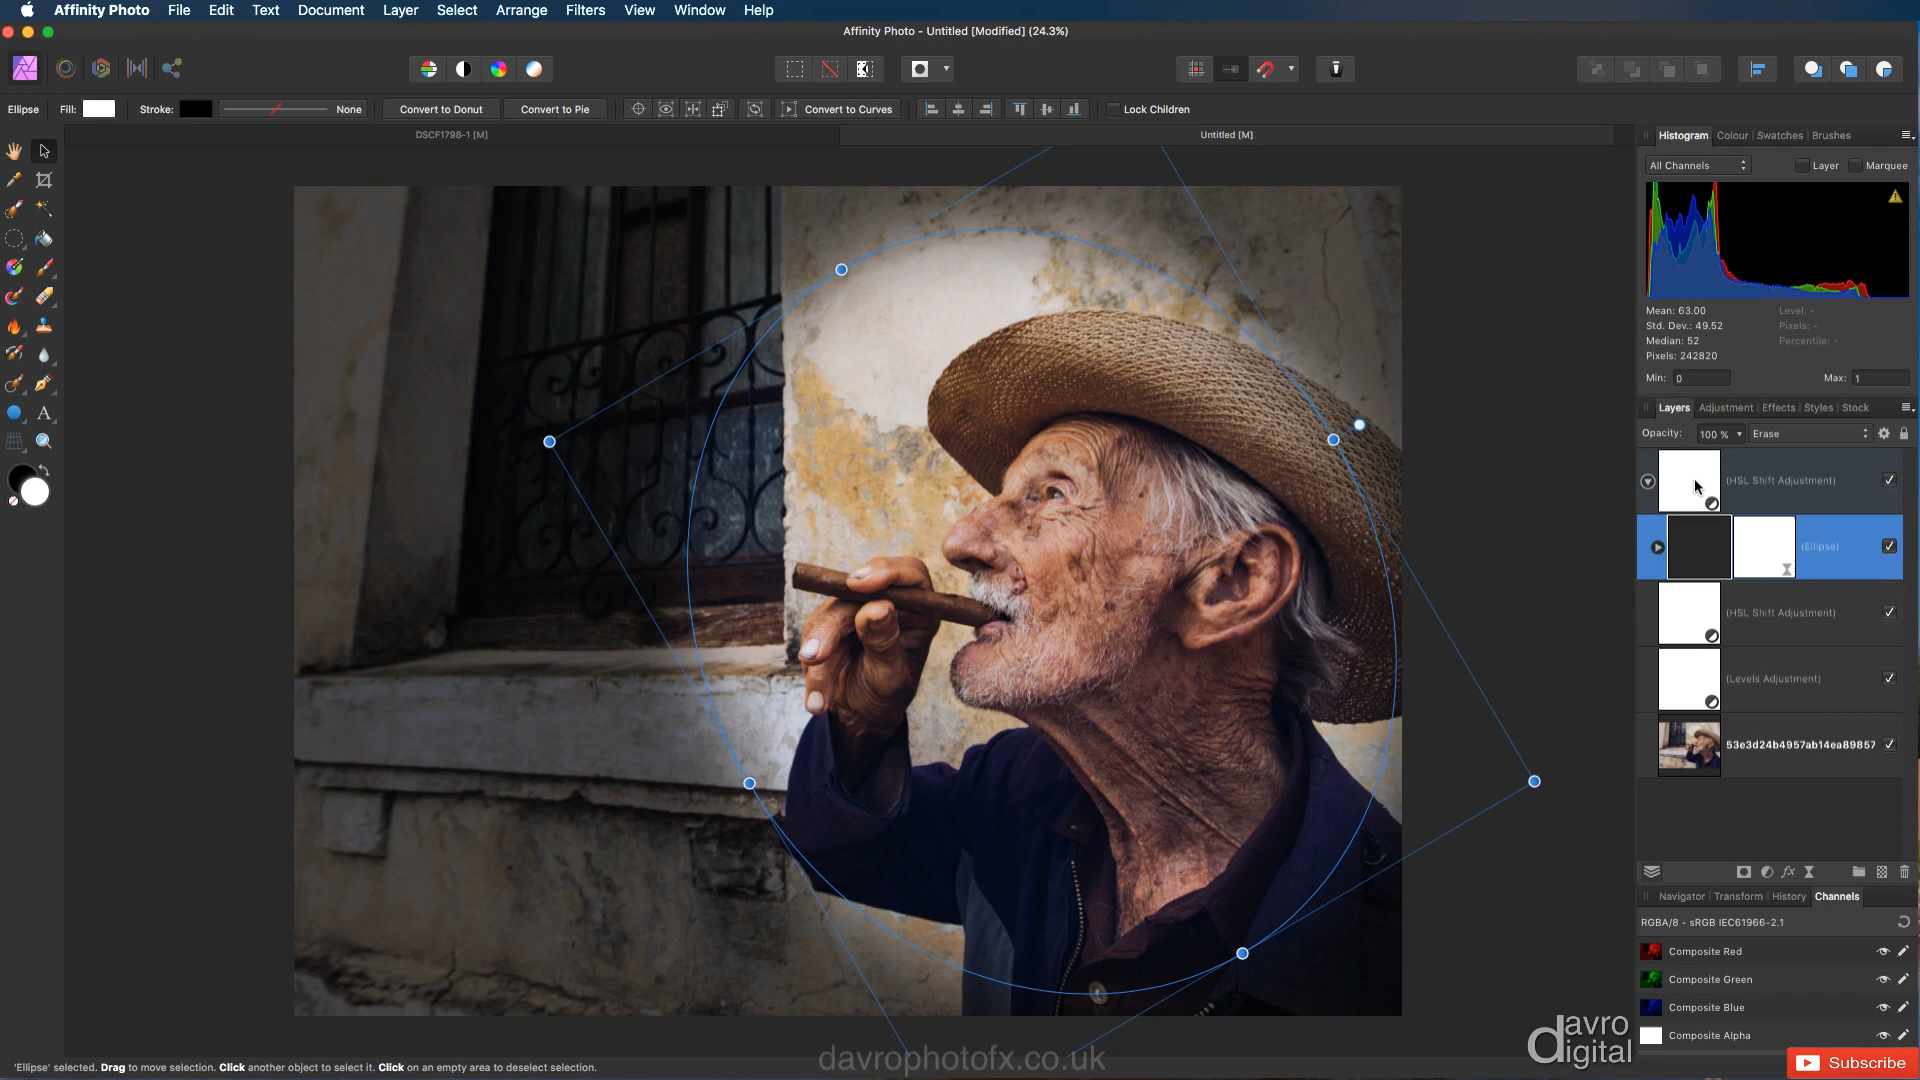 Affinity Photo File Edit Text Document Layer Select Arrange Filters View Window Help
Affinity Photo - Untitled [Modified] (24.3%)
Ellipse Fill: Stroke: None Convert to Donut Convert to Pie Convert to Curves Lock Children
DSCF1798-1 [M] Untitled [M]
Histogram Colour Swatches Brushes
All Channels Layer Marquee
Mean: 63.00 Level: -
Std. Dev.: 49.52 Pixels: -
Median: 52 Percentile: -
Pixels: 242820
Min: 0 Max: 1
Layers Adjustment Effects Styles Stock
Opacity: 100 % Erase
(HSL Shift Adjustment)
(Ellipse)
(HSL Shift Adjustment)
(Levels Adjustment)
53e3d24b4957ab14ea89857
fx
Navigator Transform History Channels
RGBA/8 - sRGB IEC61966-2.1
Composite Red
Composite Green
Composite Blue
Composite Alpha
davro
digital
davrophotofx.co.uk
Subscribe
'Ellipse' selected. Drag to move selection. Click another object to select it. Click on an empty area to deselect selection.